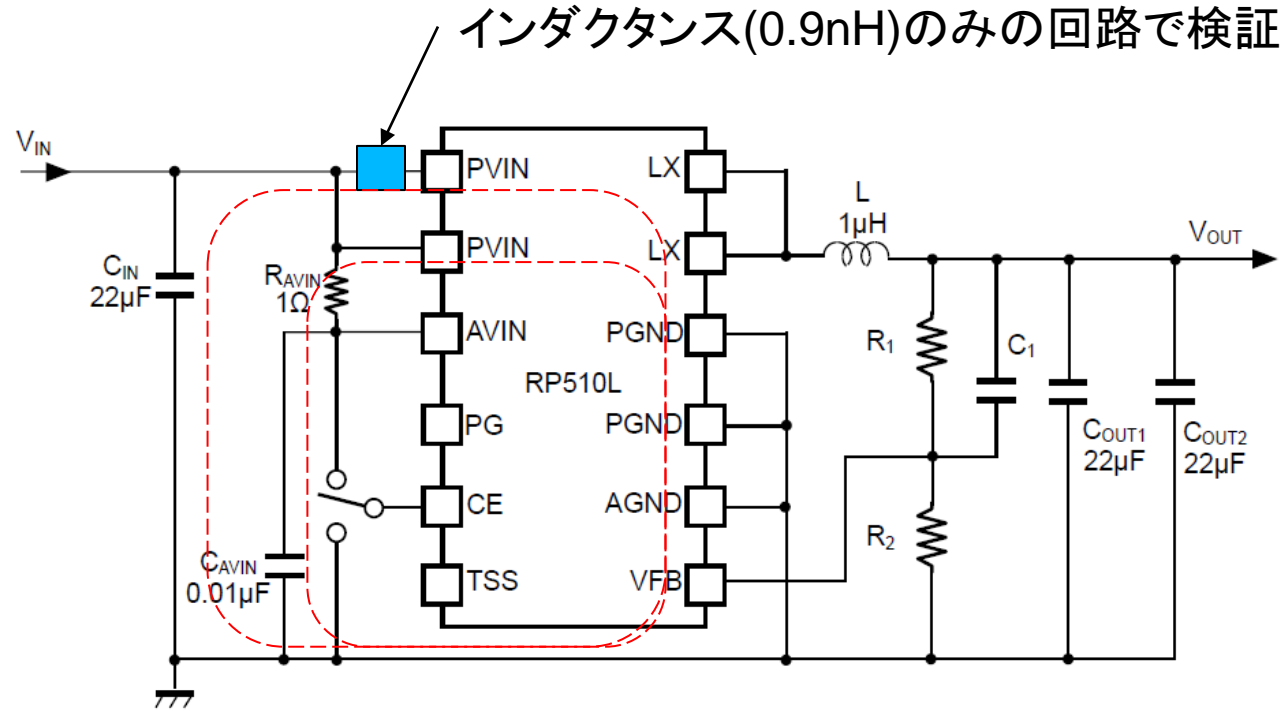 インダクタンス(0.9nH)のみの回路で検証
VIN
PVIN
LX
L
1μH
VOUT
CIN
22μF
RAVIN
1Ω
PVIN
LX
AVIN
PGND
R1
C1
RP510L
PG
PGND
COUT1
22μF
COUT2
22μF
CE
AGND
R2
CAVIN
0.01μF
TSS
VFB